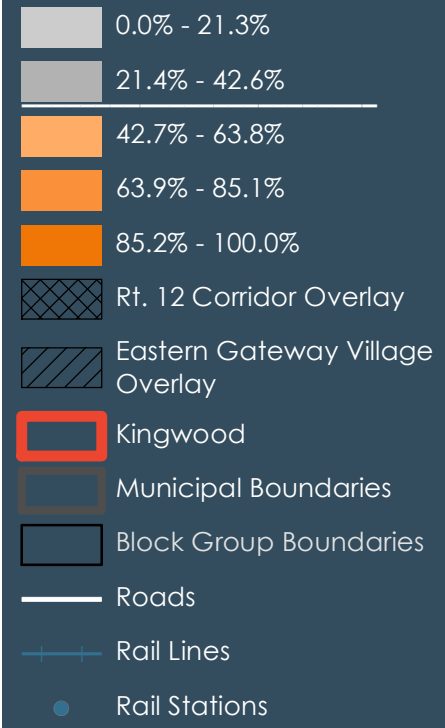 0.0% - 21.3%
21.4% - 42.6%
42.7% - 63.8%
63.9% - 85.1%
85.2% - 100.0%
Rt. 12 Corridor Overlay
Eastern Gateway Village
Overlay
Kingwood
Municipal Boundaries
Block Group Boundaries
Roads
Rail Lines
Rail Stations